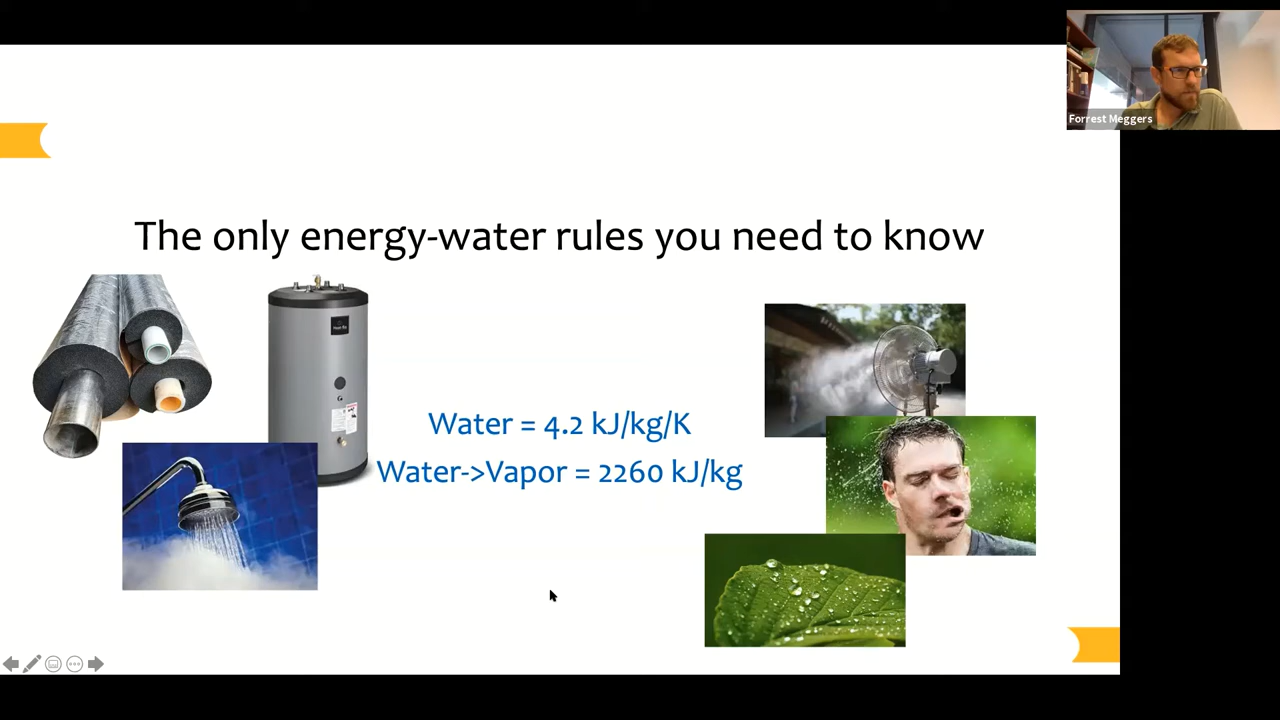 Forrest Meggers
The only energy-water rules you need to know
Water = 4.2 kJ/kg/K
Water->Vapor = 2260 kJ/kg